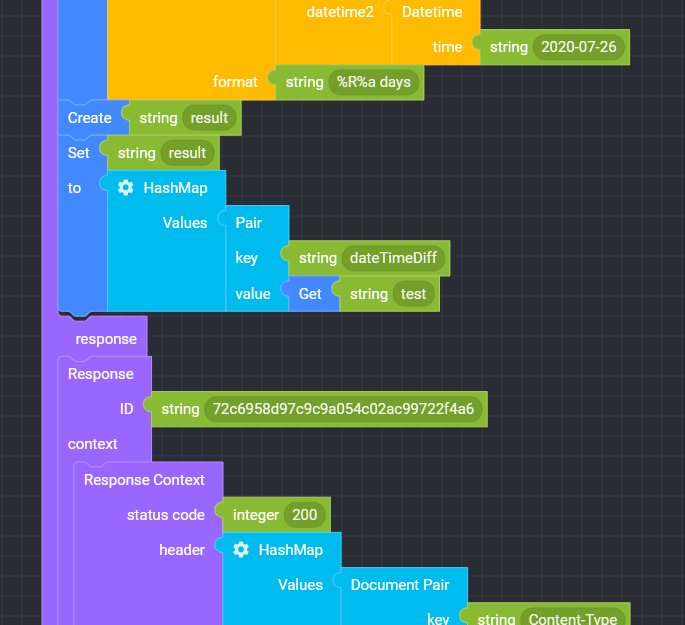 datetime2 Datetime
time string 2020-07-26
format string %R%a days
Create string result
Set string result
to HashMap
Values Pair
key string dateTimeDiff
value Get string test
response
Response
ID string 72c6958d97c9c9a054c02ac99722f4a6
context
Response Context
status code integer 200
header HashMap
Values Document Pair
key string Content-Type